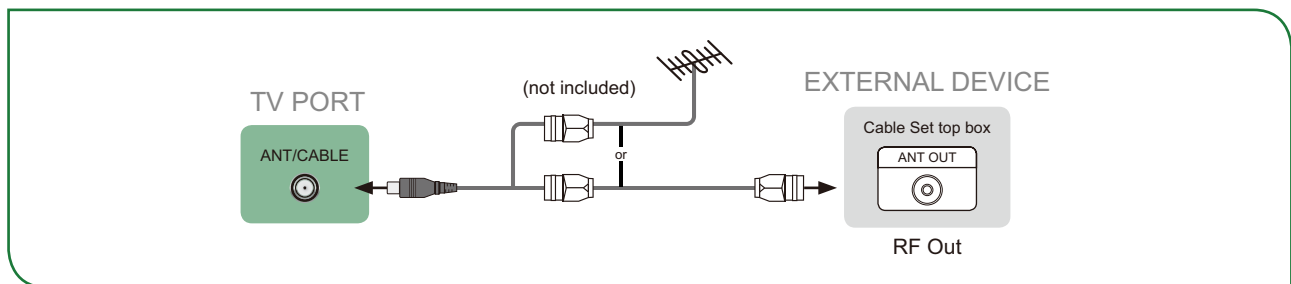 TV PORT
ANT/CABLE
(not included)
or
EXTERNAL DEVICE
Cable Set top box
ANT OUT
RF Out